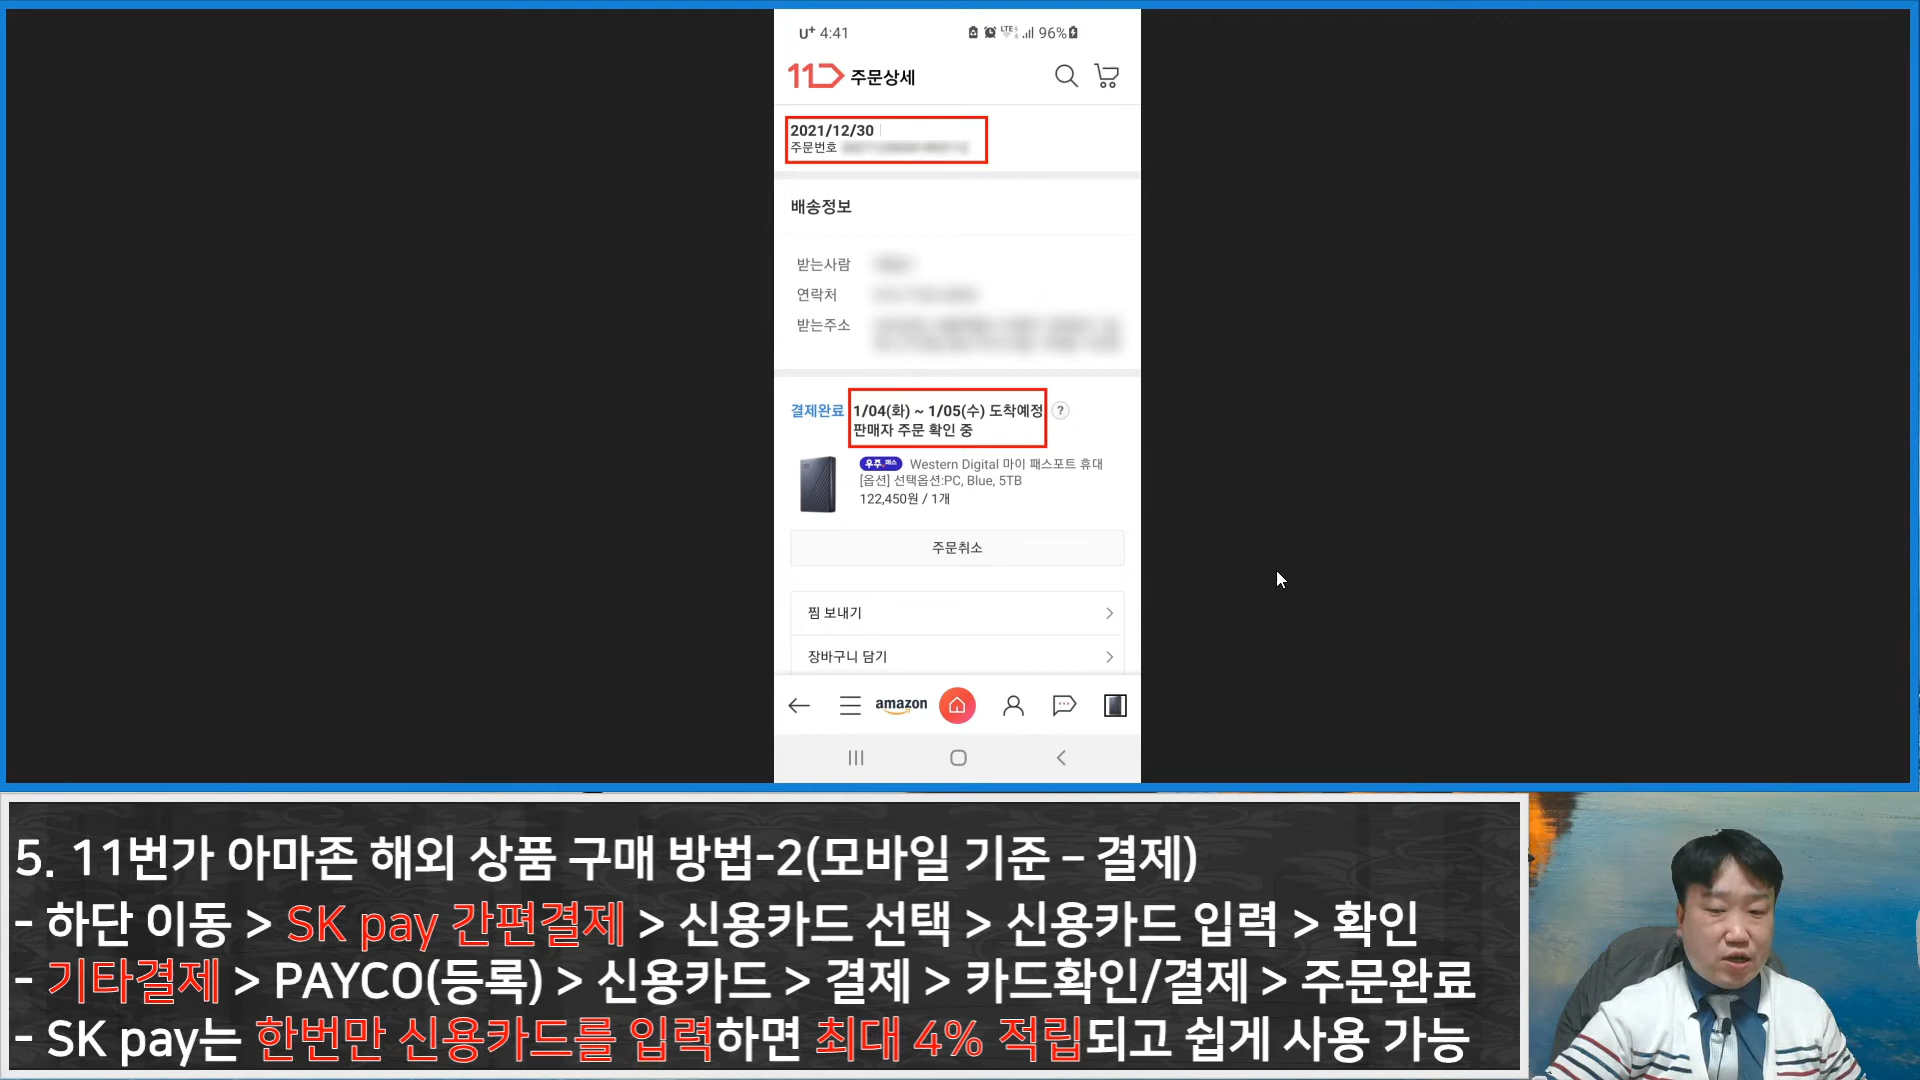 U+ 4:41
LTE 96%
11 주문상세
2021/12/30
주문번호
배송정보
받는사람
연락처
받는주소
결제완료 1/04(화) ~ 1/05(수) 도착예정 ?
판매자 주문 확인 중
우주패스 Western Digital 마이 패스포트 휴대
[옵션] 선택옵션:PC, Blue, 5TB
122,450원 / 1개
주문취소
찜 보내기
장바구니 담기
amazon
5. 11번가 아마존 해외 상품 구매 방법-2(모바일 기준 – 결제)
- 하단 이동 > SK pay 간편결제 > 신용카드 선택 > 신용카드 입력 > 확인
- 기타결제 > PAYCO(등록) > 신용카드 > 결제 > 카드확인/결제 > 주문완료
- SK pay는 한번만 신용카드를 입력하면 최대 4% 적립되고 쉽게 사용 가능